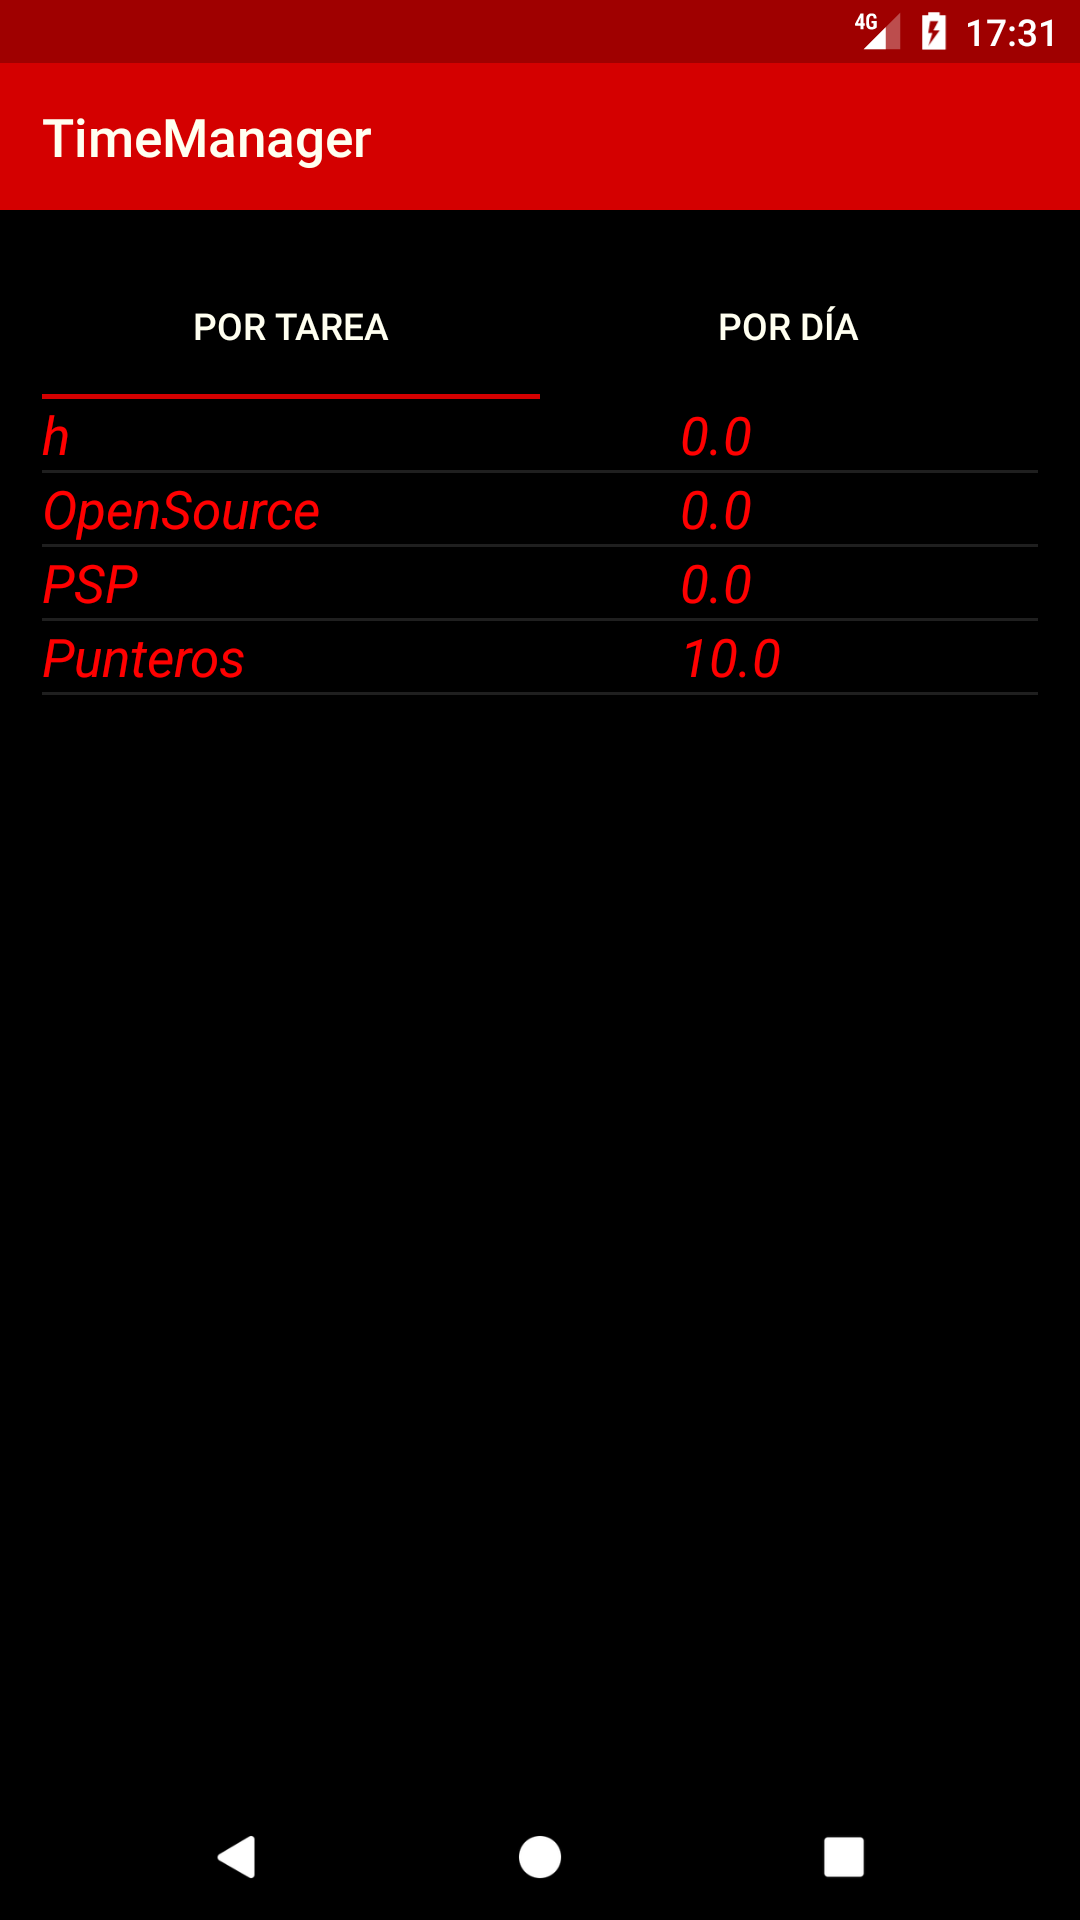 4G 17:31
TimeManager
POR TAREA POR DÍA
h 0.0
OpenSource 0.0
PSP 0.0
Punteros 10.0